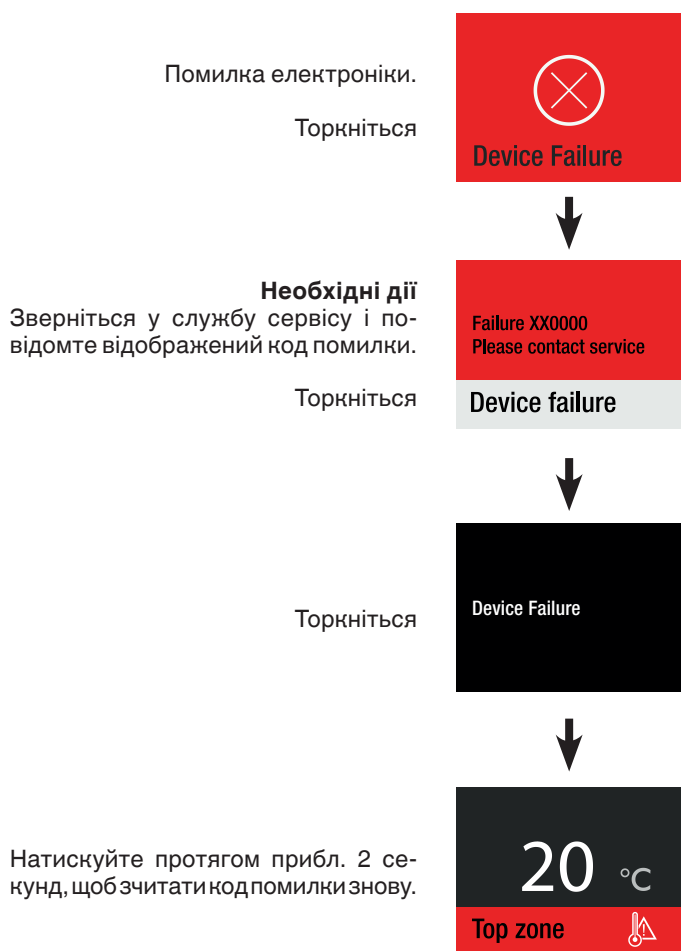 Помилка електроніки.
Торкніться
Device Failure
Необхідні дії
Зверніться у службу сервісу і по-
відомте відображений код помилки.
Failure XX0000
Please contact service
Торкніться
Device failure
Торкніться
Device Failure
Натискуйте протягом прибл. 2 се-
кунд, щоб зчитати код помилки знову.
20 °C
Top zone